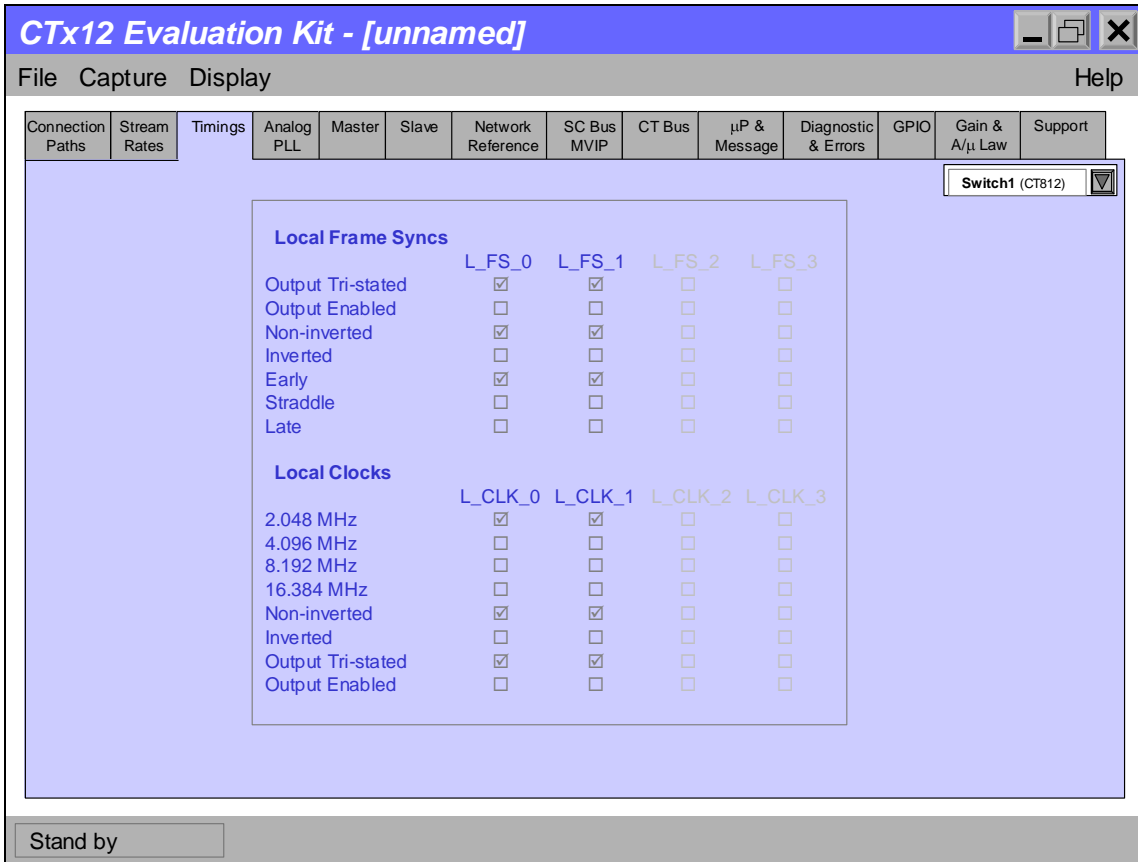 CTx12 Evaluation Kit - [unnamed]
File Capture Display Help
Connection Paths Stream Rates Timings Analog PLL Master Slave Network Reference SC Bus MVIP CT Bus µP & Message Diagnostic & Errors GPIO Gain & A/µ Law Support
Switch1 (CT812)
Local Frame Syncs
L_FS_0 L_FS_1 L_FS_2 L_FS_3
Output Tri-stated
Output Enabled
Non-inverted
Inverted
Early
Straddle
Late
Local Clocks
L_CLK_0 L_CLK_1 L_CLK_2 L_CLK_3
2.048 MHz
4.096 MHz
8.192 MHz
16.384 MHz
Non-inverted
Inverted
Output Tri-stated
Output Enabled
Stand by